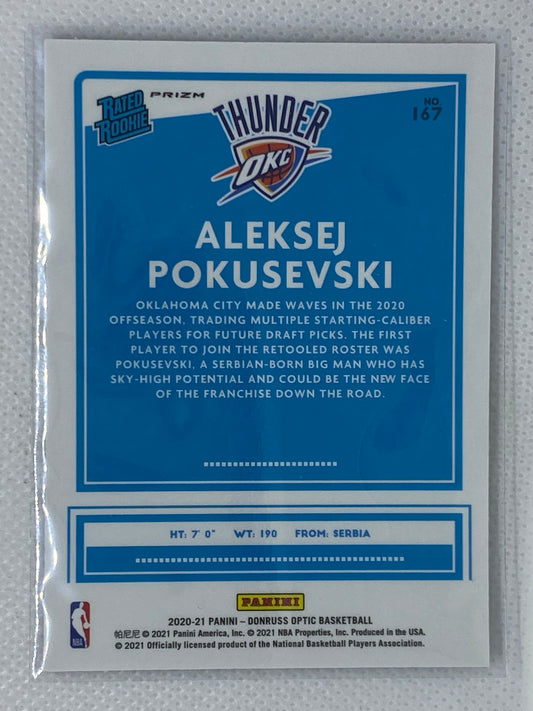 RATED ROOKIE
PRIZM
THUNDER
OKC
NO. 167
ALEKSEJ
POKUSEVSKI
OKLAHOMA CITY MADE WAVES IN THE 2020
OFFSEASON, TRADING MULTIPLE STARTING-CALIBER
PLAYERS FOR FUTURE DRAFT PICKS. THE FIRST
PLAYER TO JOIN THE RETOOLED ROSTER WAS
POKUSEVSKI, A SERBIAN-BORN BIG MAN WHO HAS
SKY-HIGH POTENTIAL AND COULD BE THE NEW FACE
OF THE FRANCHISE DOWN THE ROAD.
HT: 7' 0" WT: 190 FROM: SERBIA
PANINI
2020-21 PANINI – DONRUSS OPTIC BASKETBALL
帕尼尼 © 2021 Panini America, Inc. © 2021 NBA Properties, Inc. Produced in the USA.
© 2021 Officially licensed product of the National Basketball Players Association.
NBA